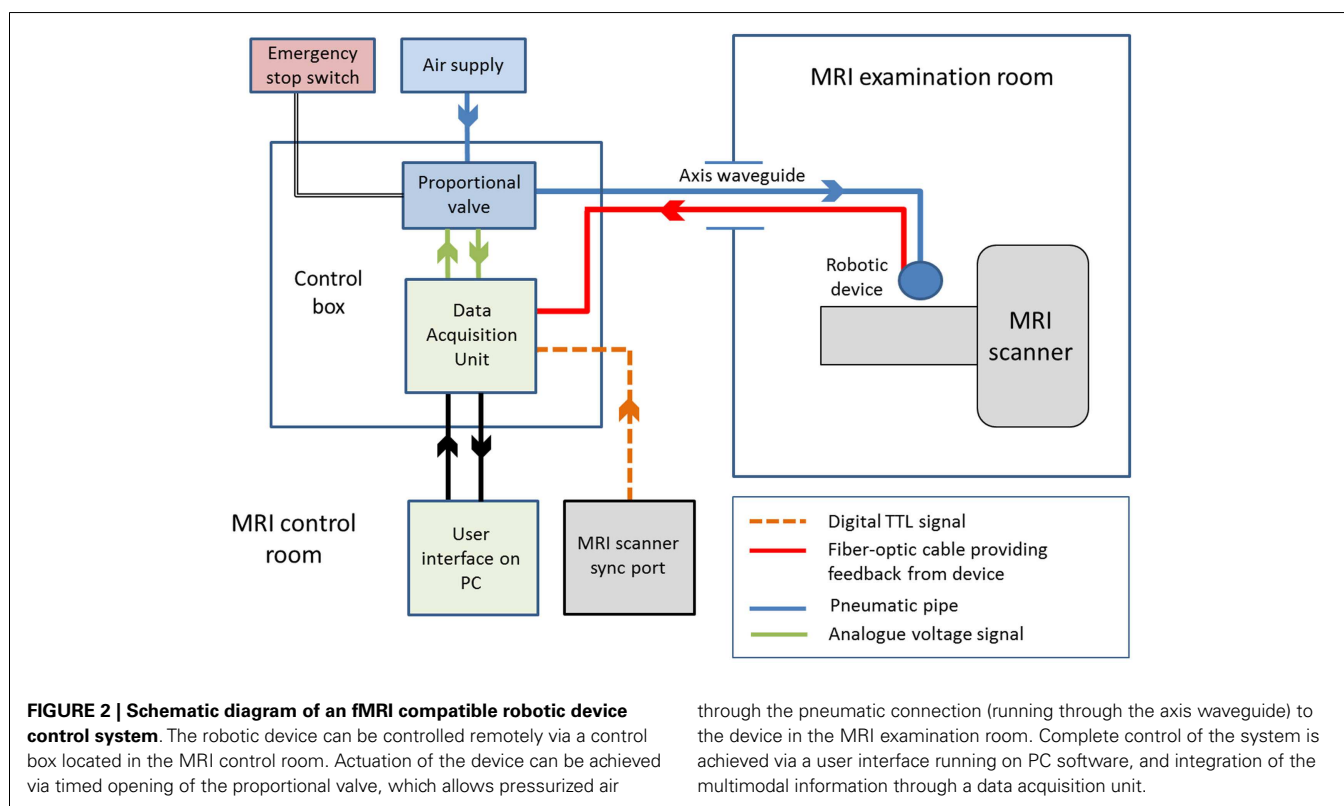 Emergency
stop switch
Air supply
MRI examination room
Proportional
valve
Axis waveguide
Control
box
Robotic
device
Data
Acquisition
Unit
MRI
scanner
MRI control
room
User
interface on
PC
MRI scanner
sync port
Digital TTL signal
Fiber-optic cable providing
feedback from device
Pneumatic pipe
Analogue voltage signal
FIGURE 2 | Schematic diagram of an fMRI compatible robotic device
control system. The robotic device can be controlled remotely via a control
box located in the MRI control room. Actuation of the device can be achieved
via timed opening of the proportional valve, which allows pressurized air
through the pneumatic connection (running through the axis waveguide) to
the device in the MRI examination room. Complete control of the system is
achieved via a user interface running on PC software, and integration of the
multimodal information through a data acquisition unit.